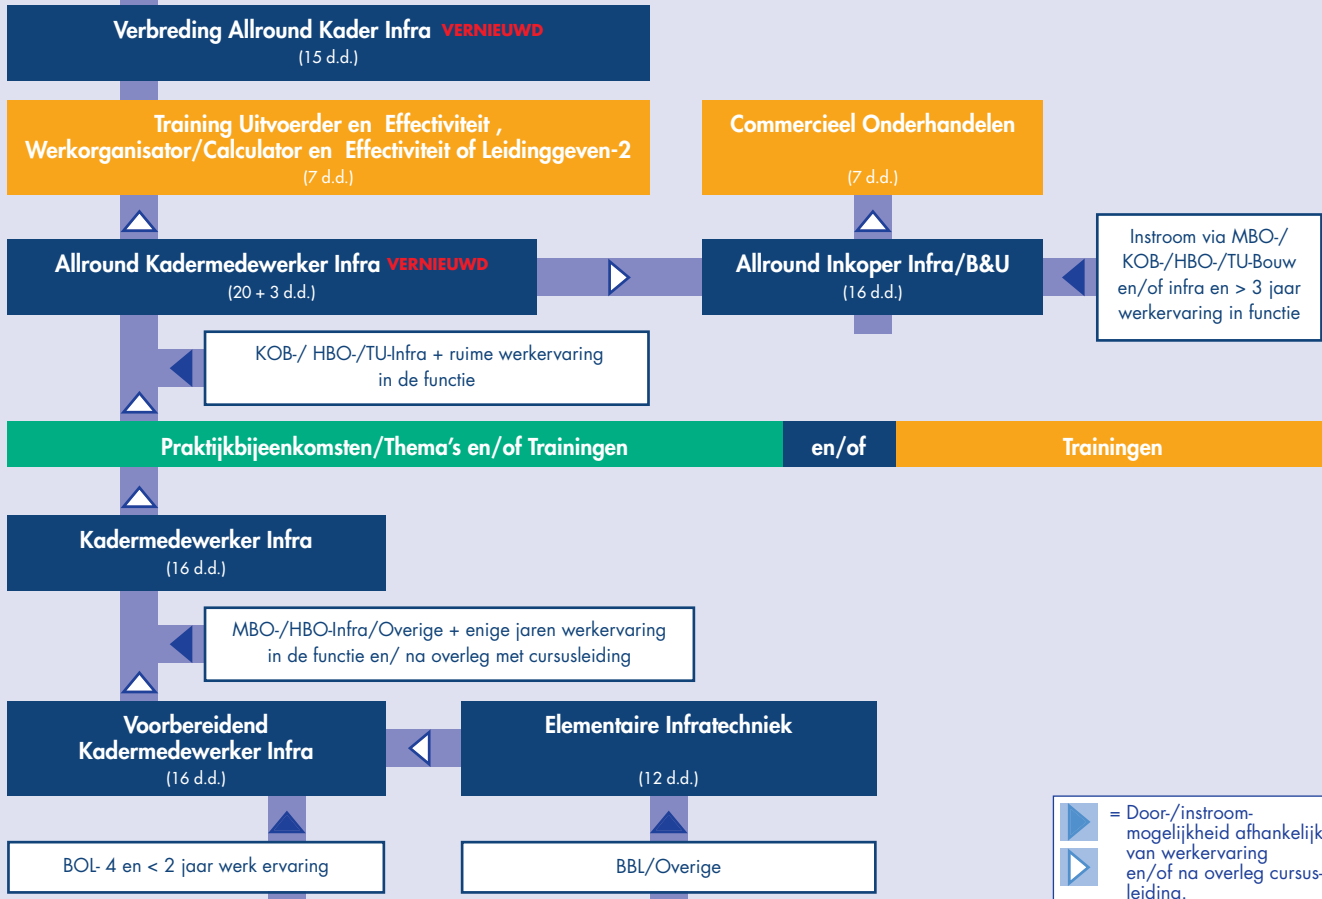 Verbreding Allround Kader Infra VERNIEUWD
(15 d.d.)
Training Uitvoerder en Effectiviteit ,
Werkorganisator/Calculator en Effectiviteit of Leidinggeven-2
(7 d.d.)
Commercieel Onderhandelen
(7 d.d.)
Allround Kadermedewerker Infra VERNIEUWD
(20 + 3 d.d.)
Allround Inkoper Infra/B&U
(16 d.d.)
Instroom via MBO-/
KOB-/HBO-/TU-Bouw
en/of infra en > 3 jaar
werkervaring in functie
KOB-/ HBO-/TU-Infra + ruime werkervaring
in de functie
Praktijkbijeenkomsten/Thema's en/of Trainingen
en/of
Trainingen
Kadermedewerker Infra
(16 d.d.)
MBO-/HBO-Infra/Overige + enige jaren werkervaring
in de functie en/ na overleg met cursusleiding
Voorbereidend
Kadermedewerker Infra
(16 d.d.)
Elementaire Infratechniek
(12 d.d.)
BOL- 4 en < 2 jaar werk ervaring
BBL/Overige
= Door-/instroom-
mogelijkheid afhankelijk
van werkervaring
en/of na overleg cursus-
leiding.